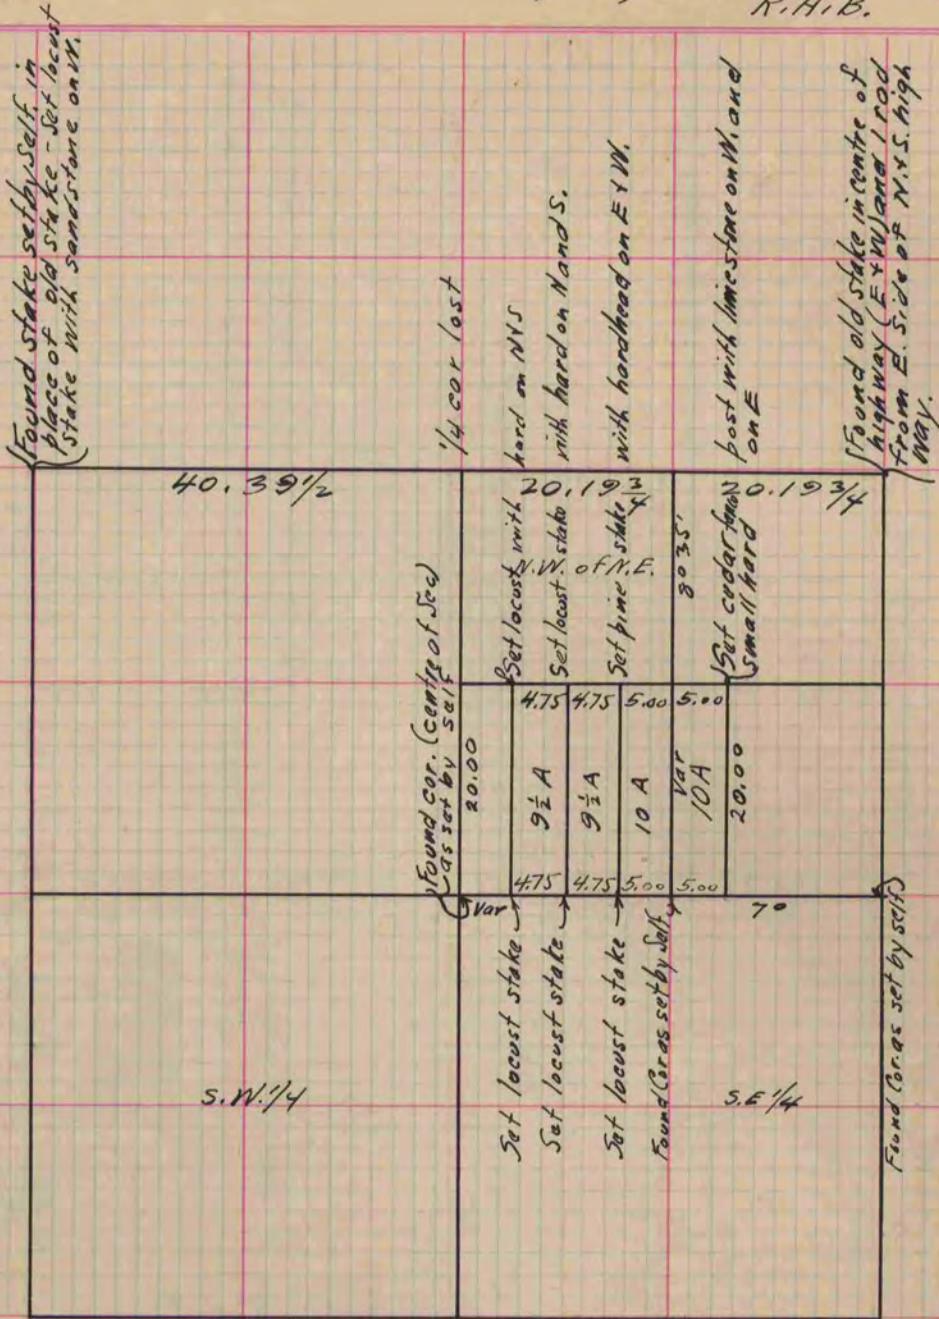 R.H.B.
Found stake set by self, in
place of old stake - Set locust
stake with sandstone on W.
1/4 cor lost
hard on N & S
with hard on N and S.
with hardhead on E & W.
post with limestone on W. and
on E
Found old stake in centre of
highway (E & W) and 1 rod
from E. Side of N. & S. high
way.
40.39 1/2
20.19 3/4
20.19 3/4
Set locust with
N.W. of N.E.
Set locust stake
Set pine stake
8° 35'
Set cedar
small hard
Found cor. (centre of Sec)
as set by self
20.00
4.75 4.75 5.00 5.00
9 1/2 A
9 1/2 A
10 A
Var
10 A
20.00
4.75 4.75 5.00 5.00
Var
7°
Set locust stake
Set locust stake
Set locust stake
Found Cor as set by Self
Found Cor. as set by self
S.W. 1/4
S.E 1/4